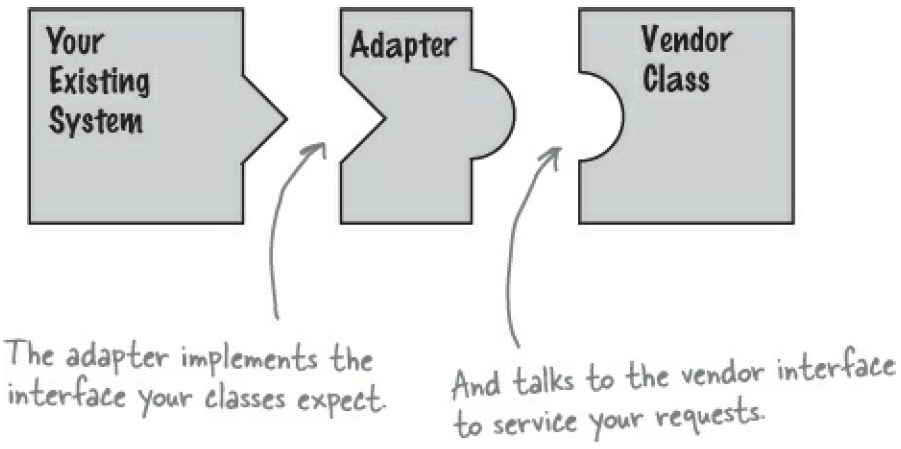 Your
Existing
System
Adapter
Vendor
Class
The adapter implements the
interface your classes expect.
And talks to the vendor interface
to service your requests.